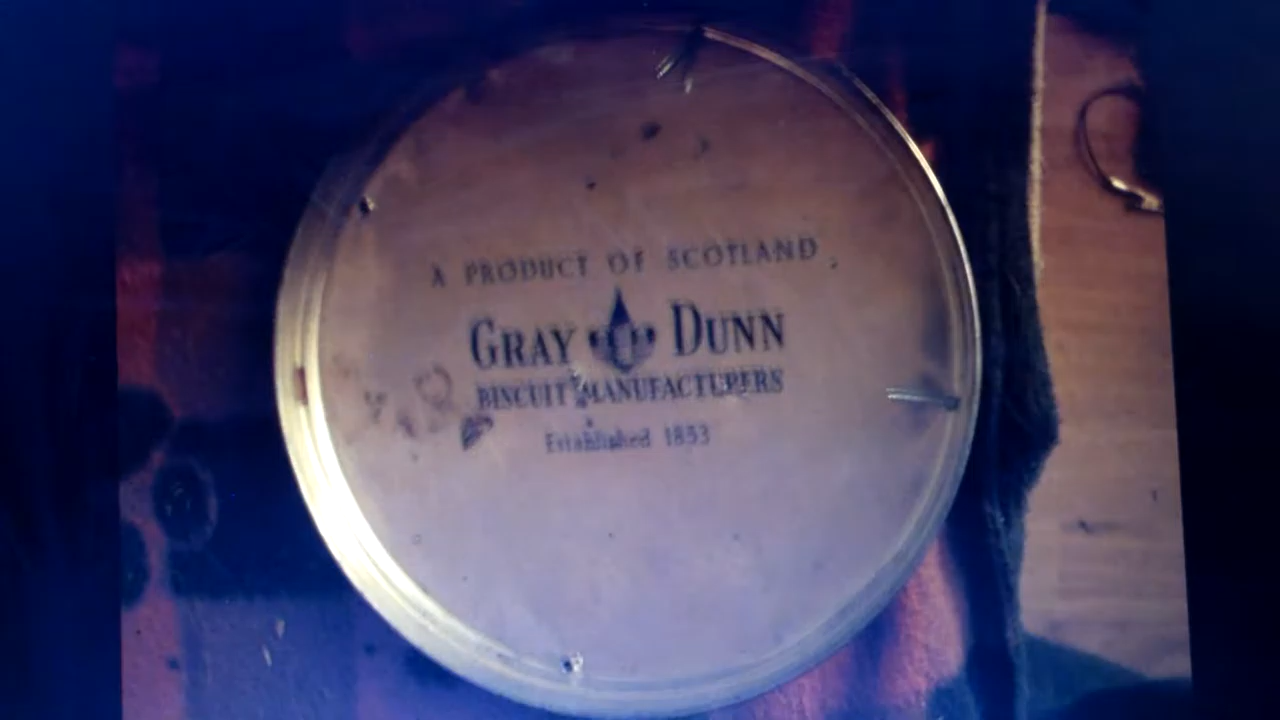 A PRODUCT OF SCOTLAND
GRAY DUNN
BISCUIT MANUFACTURERS
Established 1853